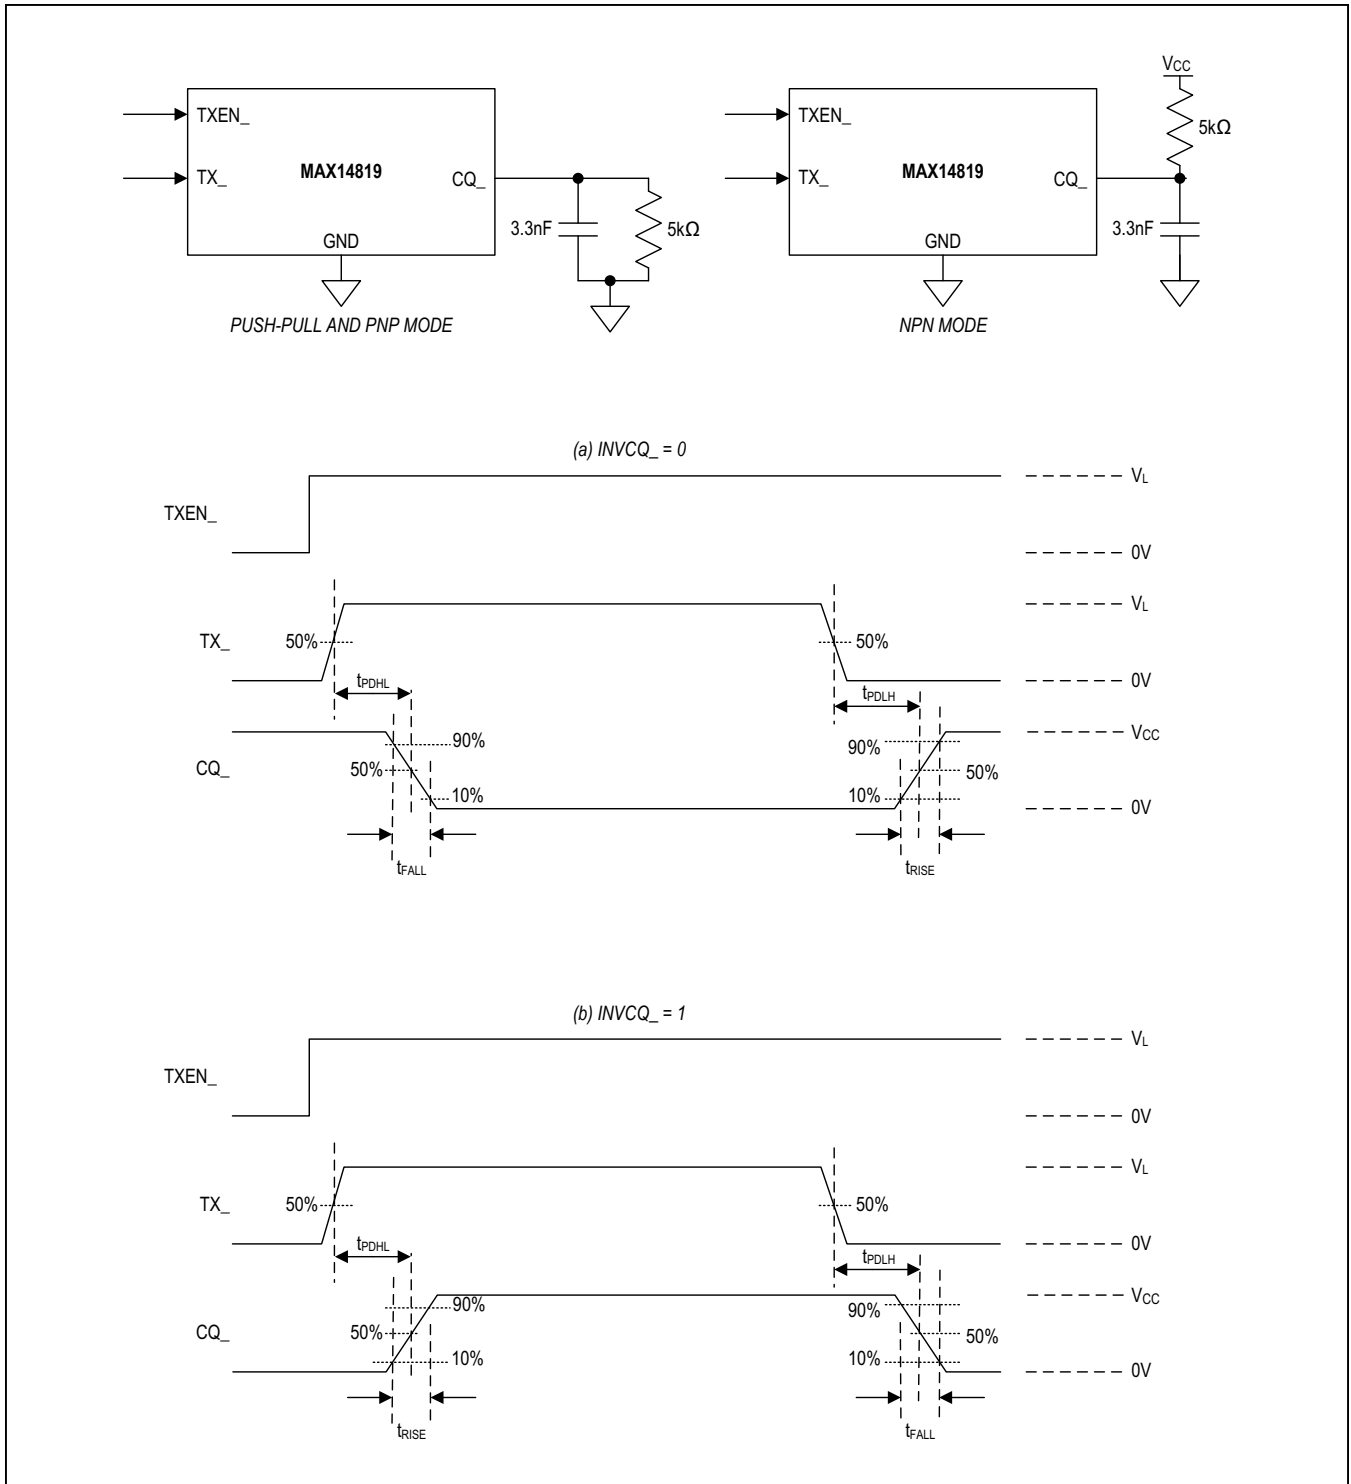 VCC
TXEN_
TX_
MAX14819
CQ_
GND
3.3nF
5kΩ
PUSH-PULL AND PNP MODE
TXEN_
TX_
MAX14819
CQ_
GND
5kΩ
3.3nF
NPN MODE
(a) INVCQ_ = 0
TXEN_
VL
0V
TX_
50%
50%
VL
0V
tPDHL
tPDLH
CQ_
90%
50%
10%
90%
50%
10%
VCC
0V
tFALL
tRISE
(b) INVCQ_ = 1
TXEN_
VL
0V
TX_
50%
50%
VL
0V
tPDHL
tPDLH
CQ_
90%
50%
10%
90%
50%
10%
VCC
0V
tRISE
tFALL